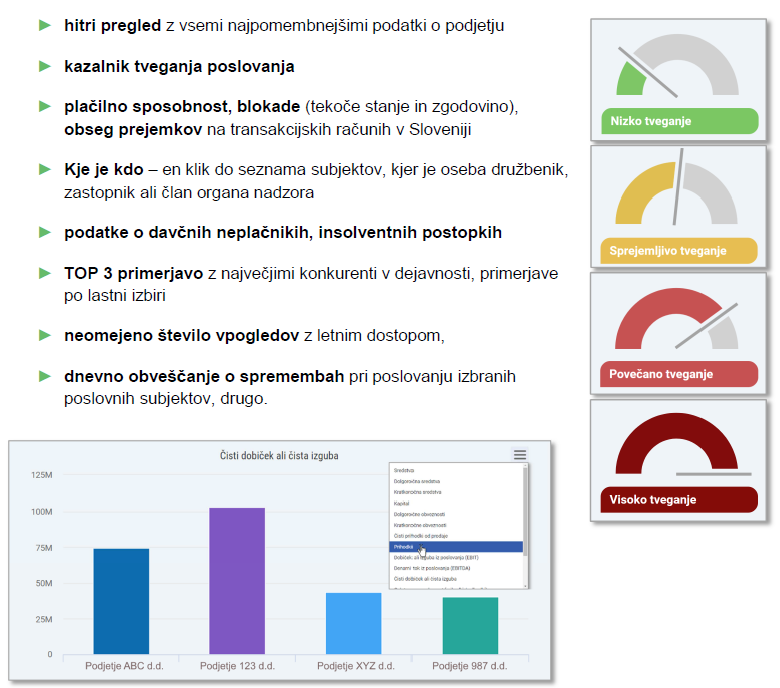 hitri pregled z vsemi najpomembnejšimi podatki o podjetju
kazalnik tveganja poslovanja
plačilno sposobnost, blokade (tekoče stanje in zgodovino),
obseg prejemkov na transakcijskih računih v Sloveniji
Kje je kdo – en klik do seznama subjektov, kjer je oseba družbenik,
zastopnik ali član organa nadzora
podatke o davčnih neplačnikih, insolventnih postopkih
TOP 3 primerjavo z največjimi konkurenti v dejavnosti, primerjave
po lastni izbiri
neomejeno število vpogledov z letnim dostopom,
dnevno obveščanje o spremembah pri poslovanju izbranih
poslovnih subjektov, drugo.
Nizko tveganje
Sprejemljivo tveganje
Povečano tveganje
Visoko tveganje
Čisti dobiček ali čista izguba
125M
100M
75M
50M
25M
0
Sredstva
Dolgoročna sredstva
Kratkoročna sredstva
Kapital
Dolgoročne obveznosti
Kratkoročne obveznosti
Čisti prihodki od prodaje
Prihodki
Dobiček ali izguba iz poslovanja (EBIT)
Denarni tok iz poslovanja (EBITDA)
Čisti dobiček ali čista izguba
Podjetje ABC d.d.
Podjetje 123 d.d.
Podjetje XYZ d.d.
Podjetje 987 d.d.